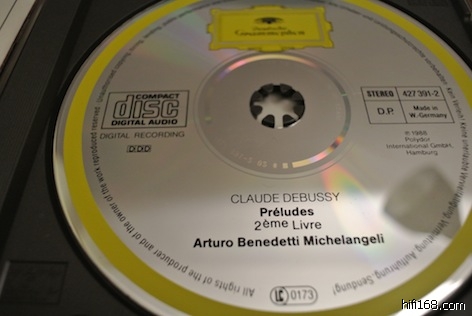 Deutsche
Grammophon
COMPACT
disc
DIGITAL AUDIO
DIGITAL RECORDING
DDD
STEREO 427 391-2
D.P. Made in
W.-Germany
℗ 1988
Polydor
International GmbH,
Hamburg
CLAUDE DEBUSSY
Préludes
2ème Livre
Arturo Benedetti Michelangeli
LC 0173
All rights of the producer and of the owner of the work reproduced reserved.
Vermietung, Aufführung, Sendung!
hifi168.com